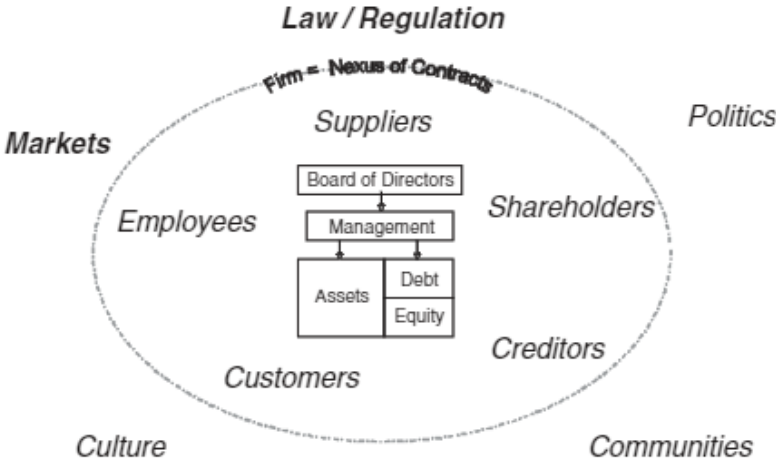 Law / Regulation
Firm = Nexus of Contracts
Politics
Suppliers
Markets
Board of Directors
Shareholders
Employees
Management
Debt
Assets
Equity
Creditors
Customers
Culture
Communities